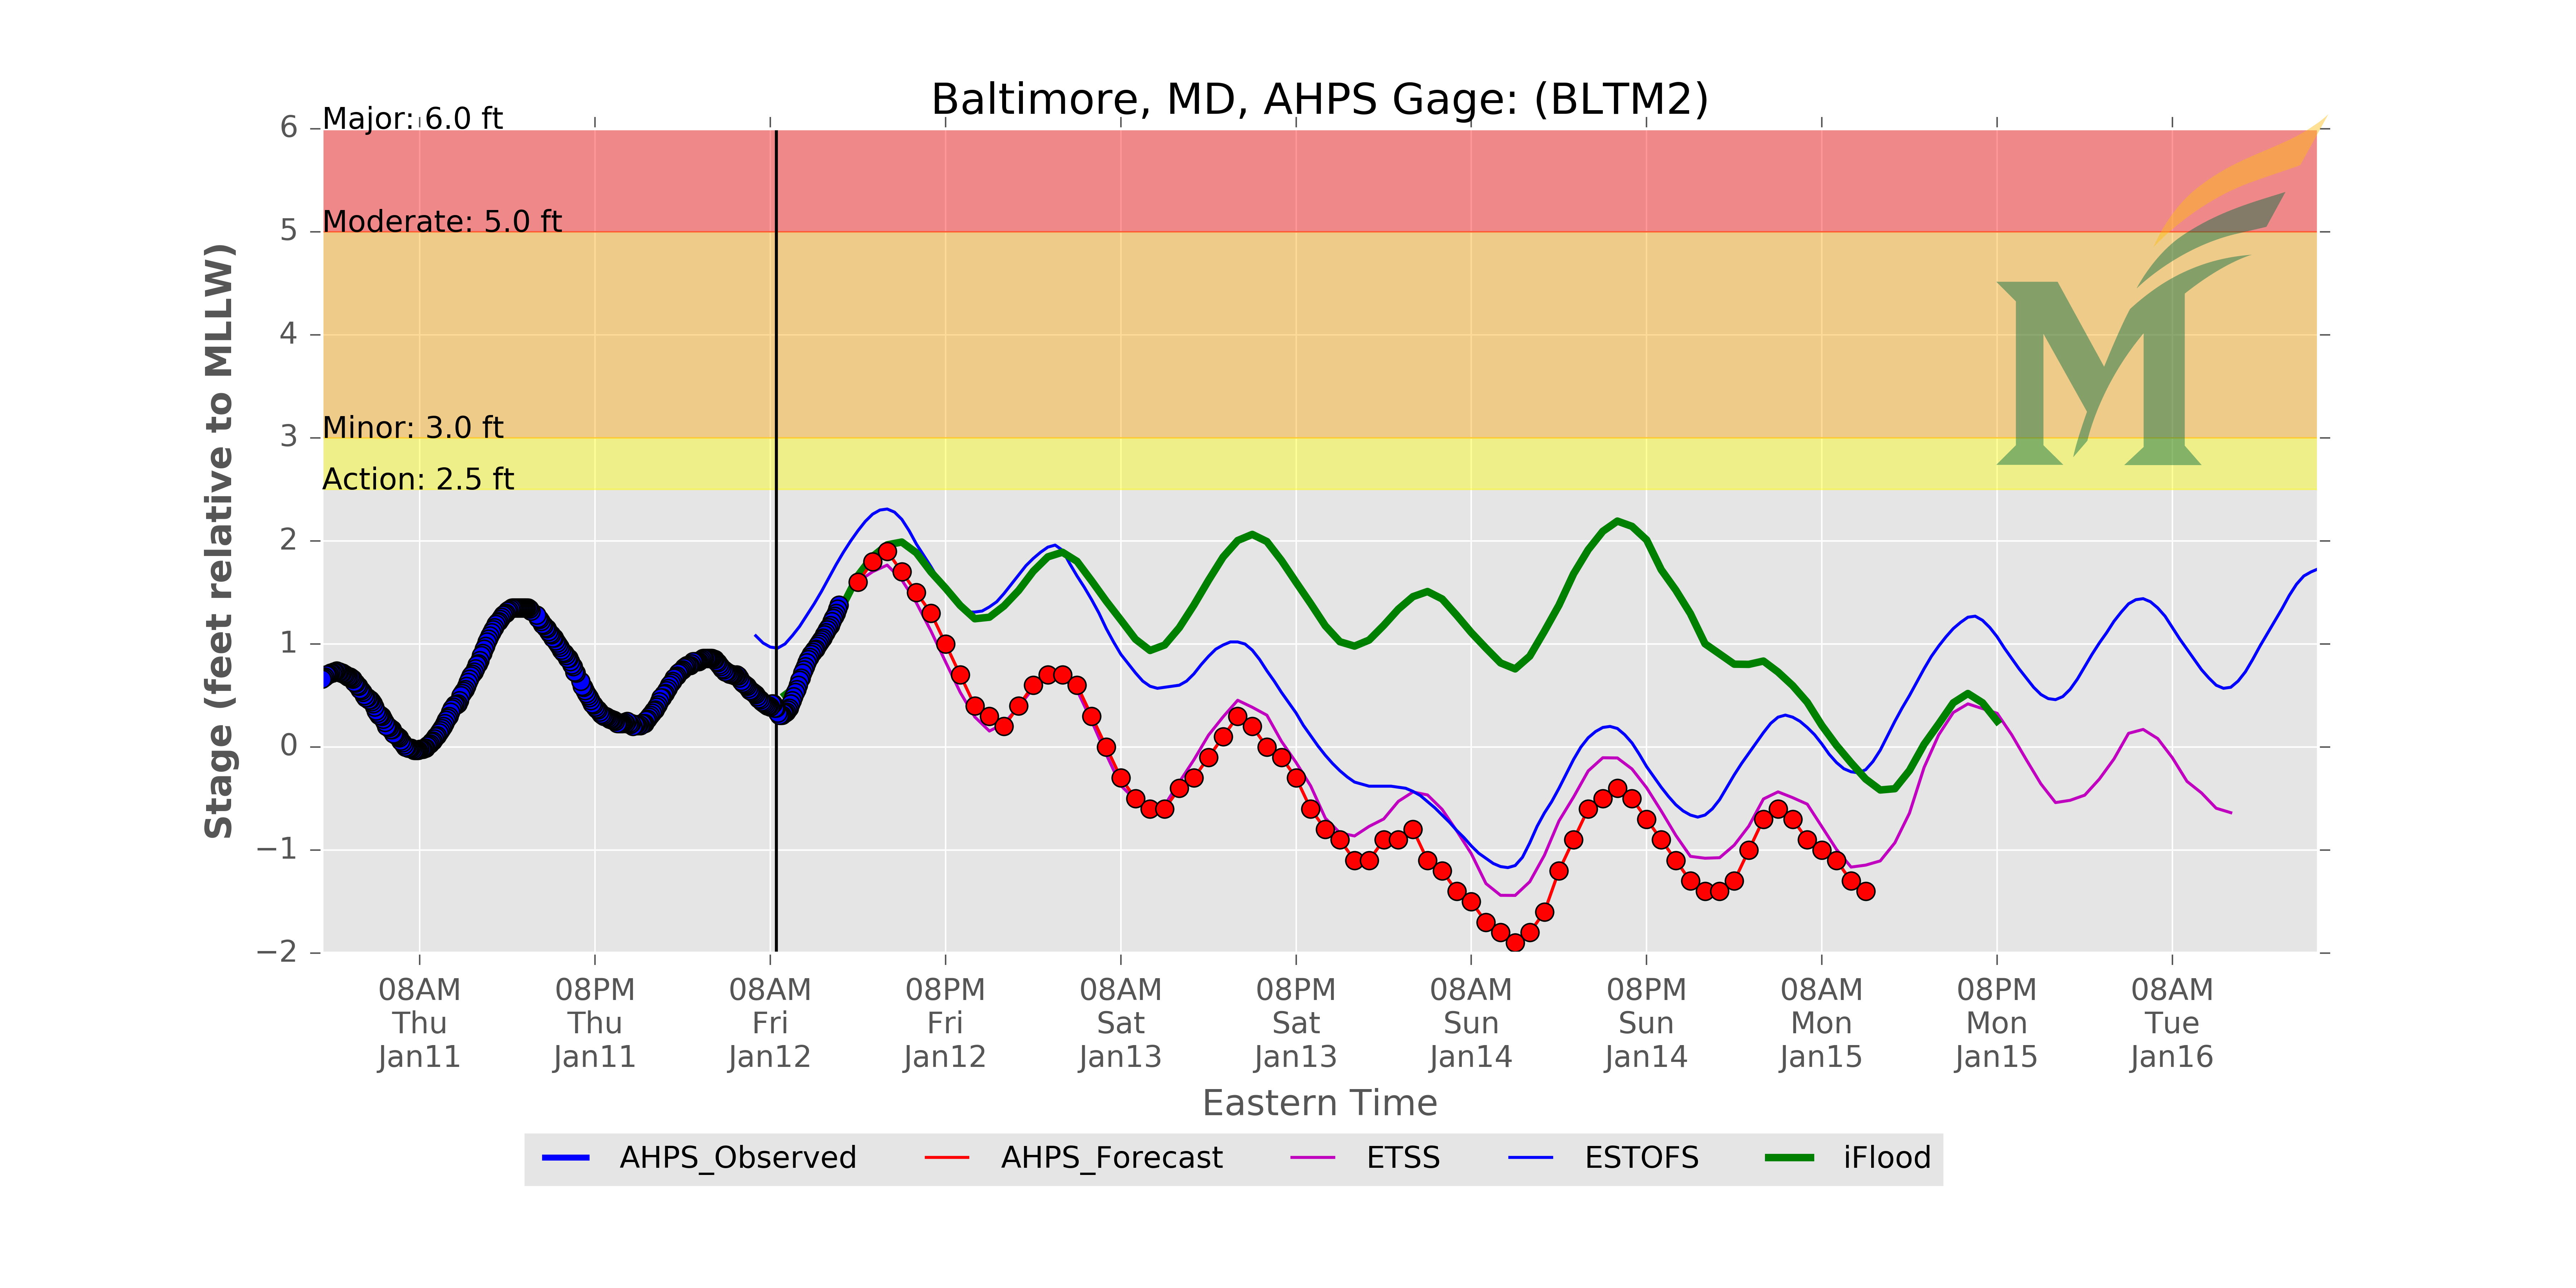 Baltimore, MD, AHPS Gage: (BLTM2)
Major: 6.0 ft
Moderate: 5.0 ft
Minor: 3.0 ft
Action: 2.5 ft
6
5
4
3
2
1
0
−1
−2
Stage (feet relative to MLLW)
M
08AM Thu Jan11
08PM Thu Jan11
08AM Fri Jan12
08PM Fri Jan12
08AM Sat Jan13
08PM Sat Jan13
08AM Sun Jan14
08PM Sun Jan14
08AM Mon Jan15
08PM Mon Jan15
08AM Tue Jan16
Eastern Time
AHPS_Observed AHPS_Forecast ETSS ESTOFS iFlood